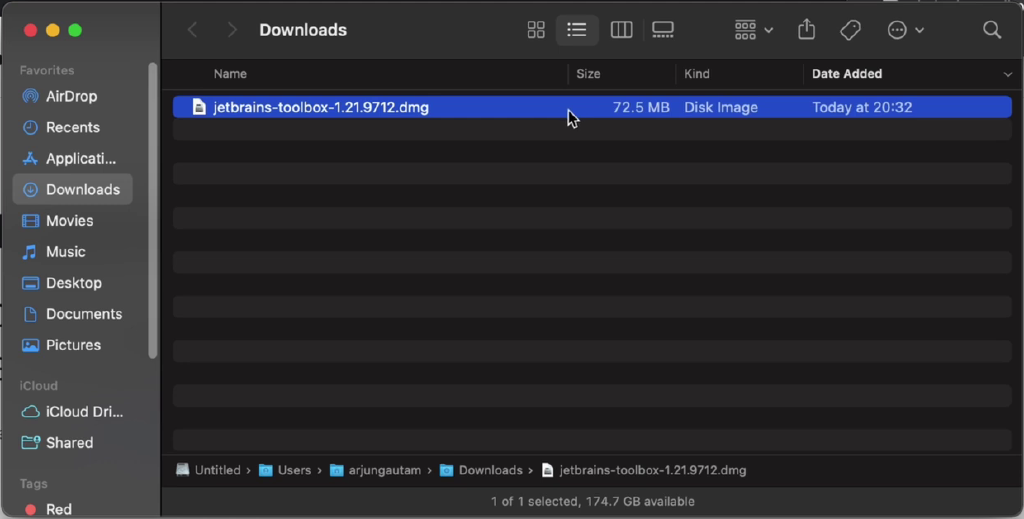 Downloads
Favorites
AirDrop
Recents
Applicati...
Downloads
Movies
Music
Desktop
Documents
Pictures
iCloud
iCloud Dri...
Shared
Tags
Red
Name Size Kind Date Added
jetbrains-toolbox-1.21.9712.dmg 72.5 MB Disk Image Today at 20:32
Untitled › Users › arjungautam › Downloads › jetbrains-toolbox-1.21.9712.dmg
1 of 1 selected, 174.7 GB available